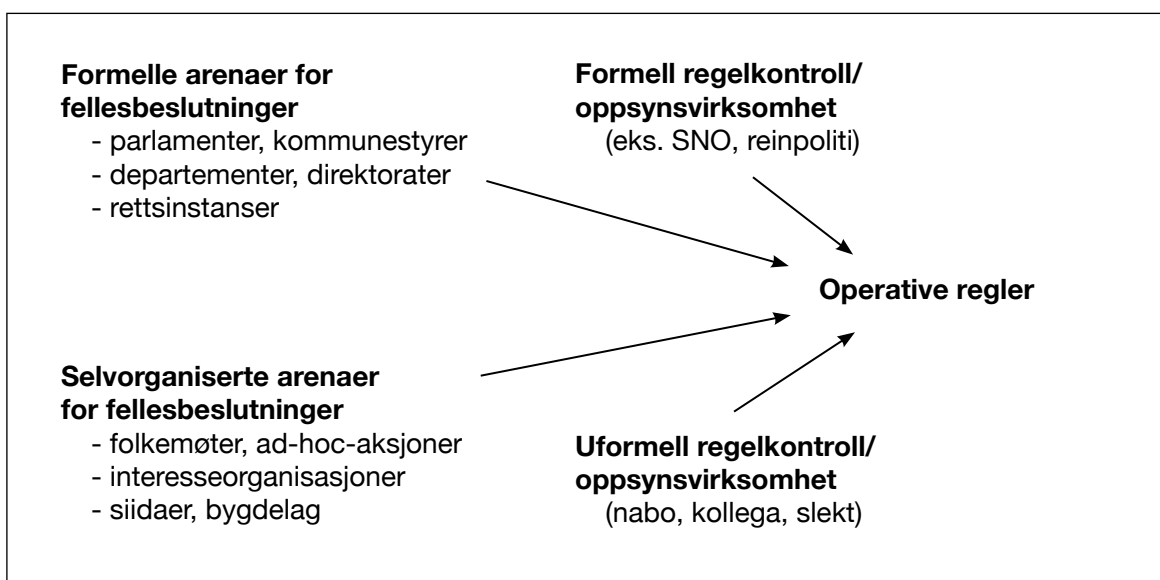 Formelle arenaer for
fellesbeslutninger
- parlamenter, kommunestyrer
- departementer, direktorater
- rettsinstanser
Formell regelkontroll/
oppsynsvirksomhet
(eks. SNO, reinpoliti)
Operative regler
Selvorganiserte arenaer
for fellesbeslutninger
- folkemøter, ad-hoc-aksjoner
- interesseorganisasjoner
- siidaer, bygdelag
Uformell regelkontroll/
oppsynsvirksomhet
(nabo, kollega, slekt)